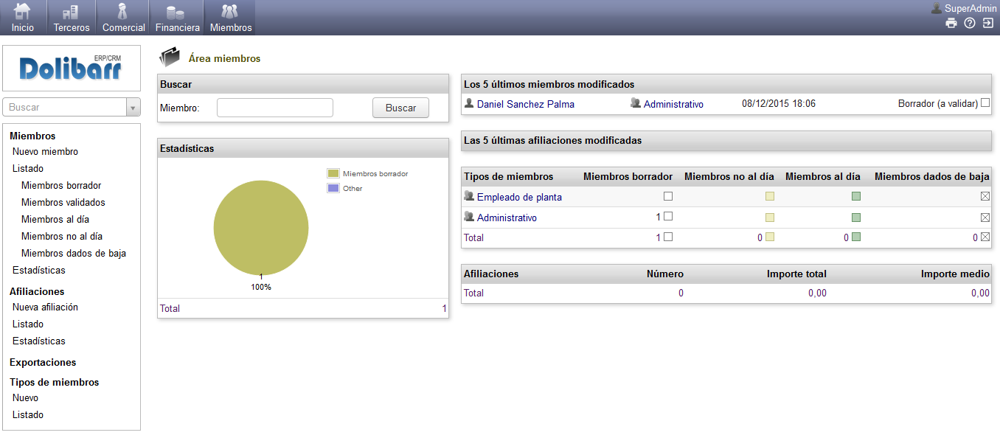 Inicio
Terceros
Comercial
Financiera
Miembros
SuperAdmin
Dolibarr ERP/CRM
Buscar
Miembros
Nuevo miembro
Listado
Miembros borrador
Miembros validados
Miembros al día
Miembros no al día
Miembros dados de baja
Estadísticas
Afiliaciones
Nueva afiliación
Listado
Estadísticas
Exportaciones
Tipos de miembros
Nuevo
Listado
Área miembros
Buscar
Miembro: Buscar
Estadísticas
Miembros borrador
Other
1
100%
Total 1
Los 5 últimos miembros modificados
Daniel Sanchez Palma Administrativo 08/12/2015 18:06 Borrador (a validar)
Las 5 últimas afiliaciones modificadas
Tipos de miembros Miembros borrador Miembros no al día Miembros al día Miembros dados de baja
Empleado de planta
Administrativo 1
Total 1 0 0 0
Afiliaciones Número Importe total Importe medio
Total 0 0,00 0,00